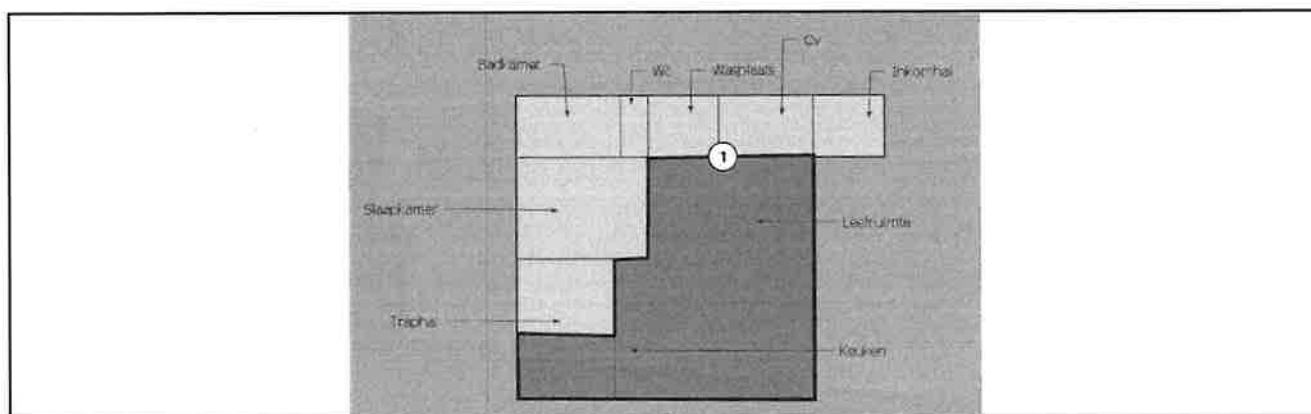 Cv
Badkamer
Wc
Wasplaats
Inkomhal
1
Slaapkamer
Leefruimte
Traphal
Keuken